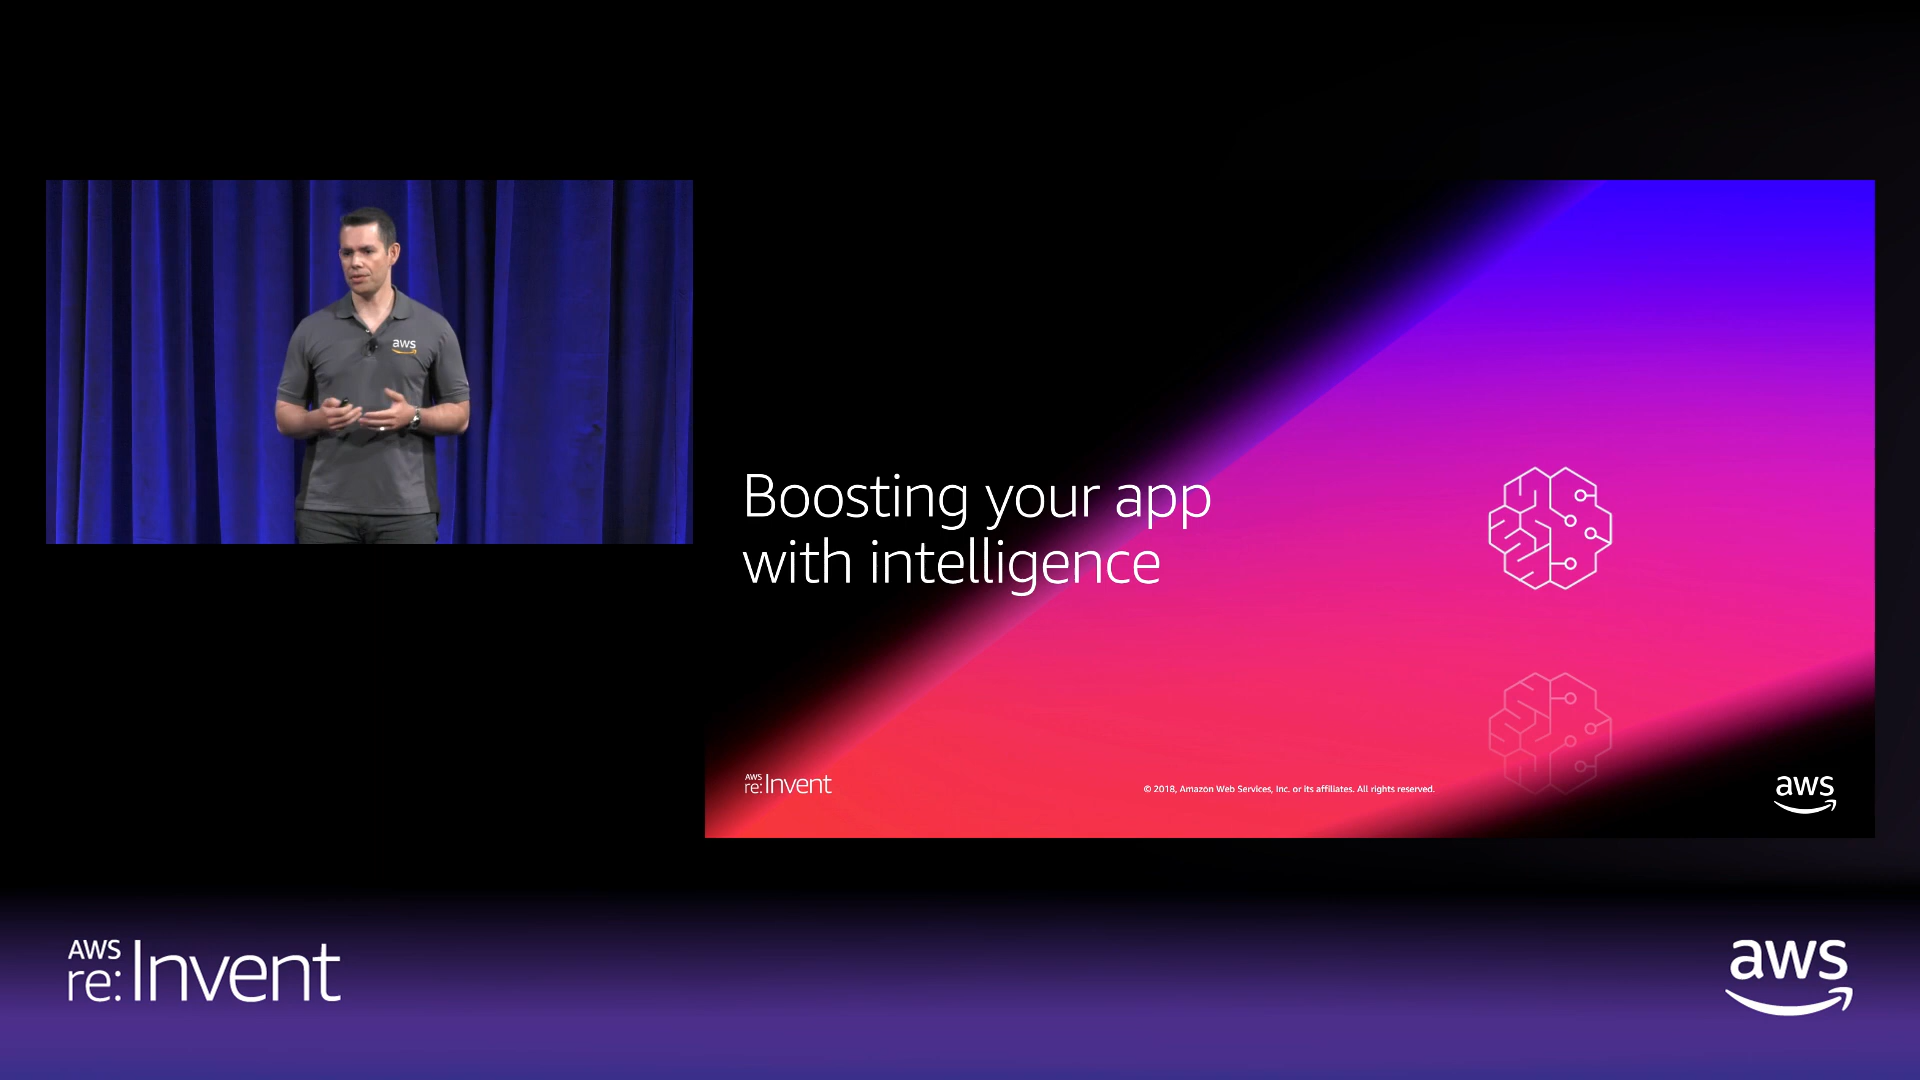 aws
Boosting your app
with intelligence
AWS
re:Invent
© 2018, Amazon Web Services, Inc. or its affiliates. All rights reserved.
aws
AWS
re:Invent
aws